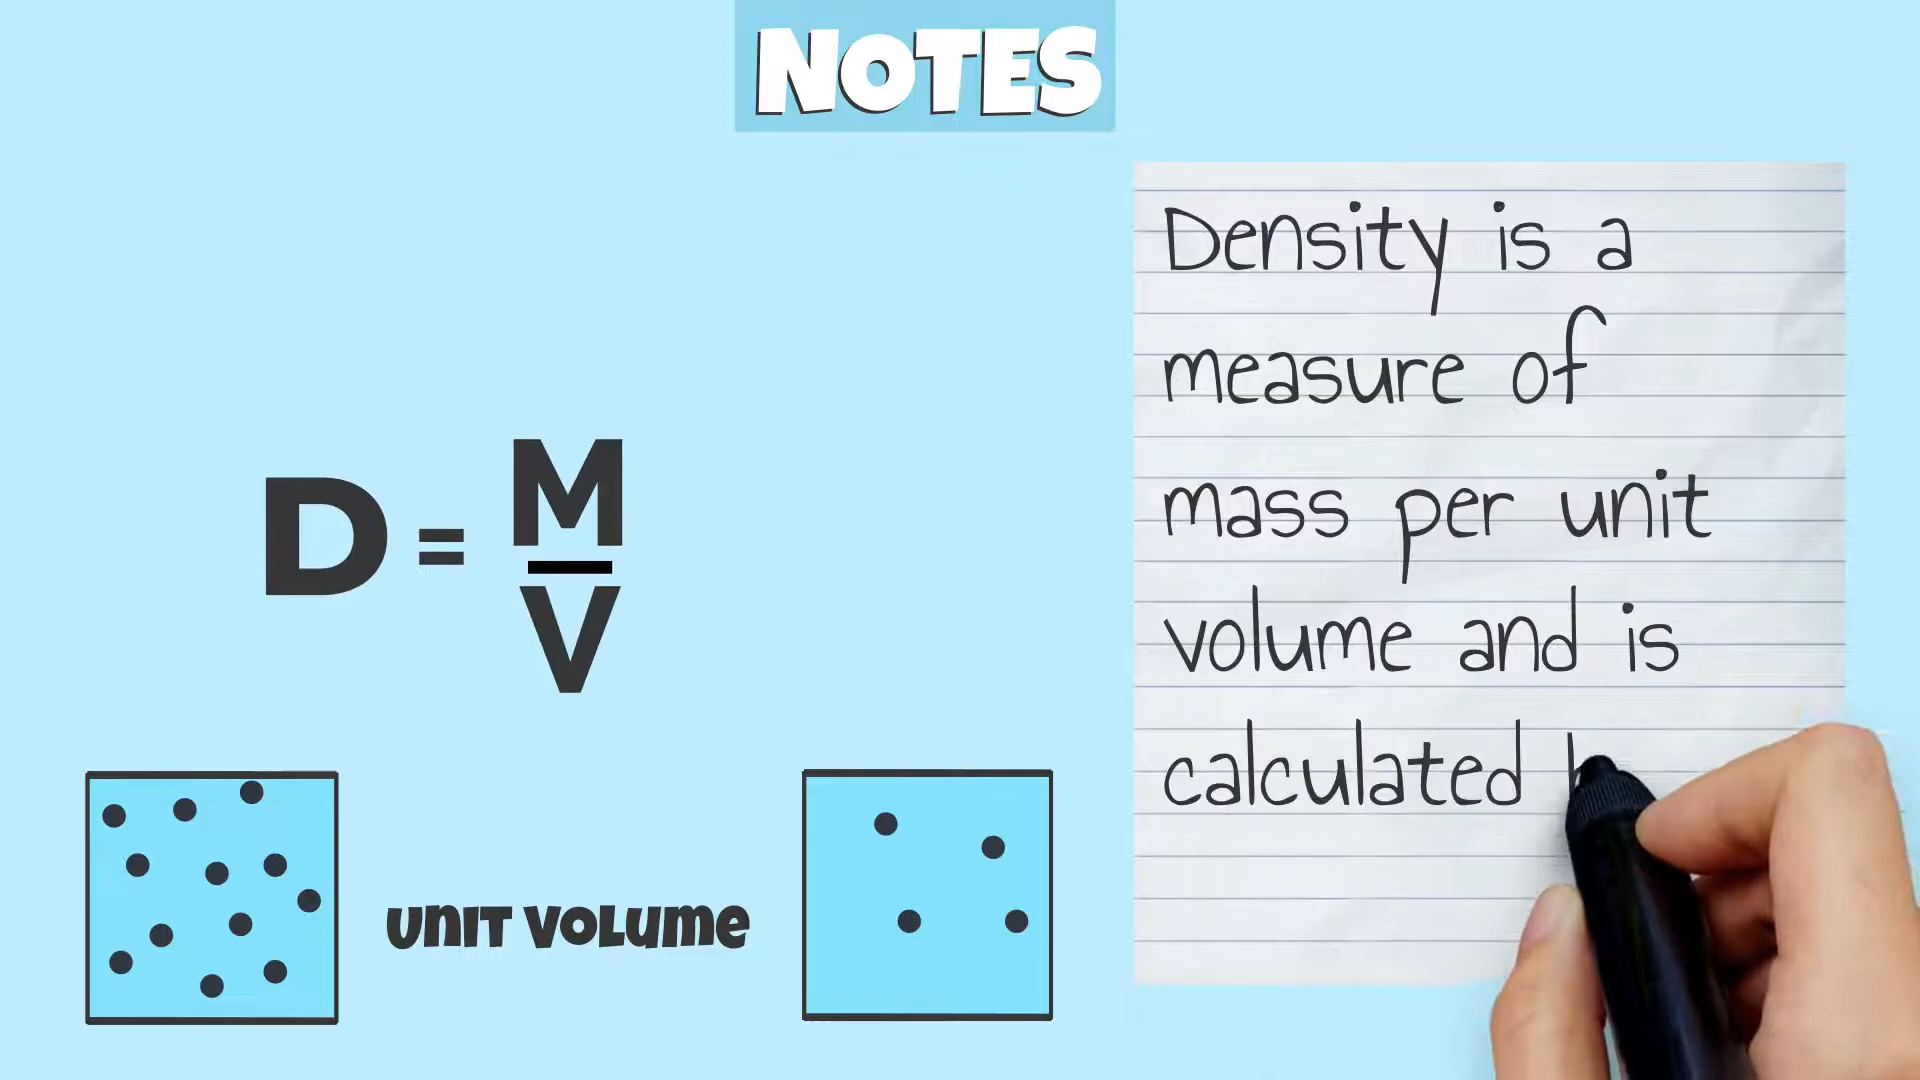 NOTES
D = M
V
UNIT VOLUME
Density is a
measure of
mass per unit
volume and is
calculated